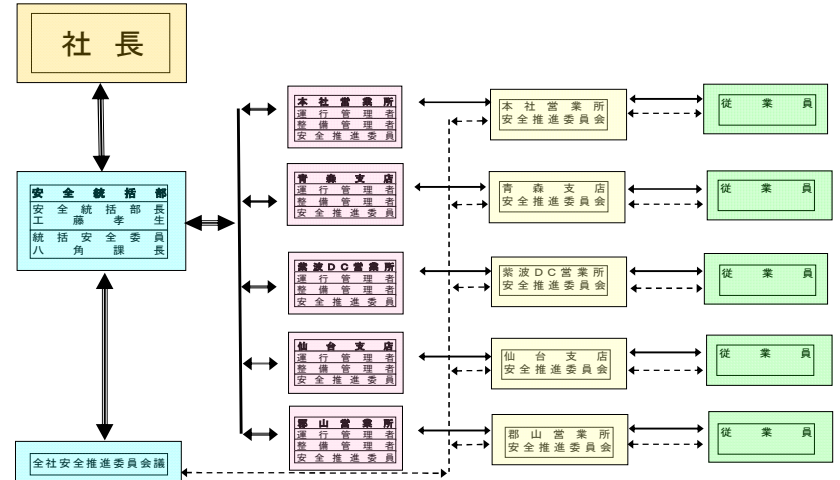 社長
安全統括部
安全統括部長
工藤孝生
統括安全委員
八角課長
全社安全推進委員会議
本社営業所
運行管理者
整備管理者
安全推進委員
青森支店
運行管理者
整備管理者
安全推進委員
紫波DC営業所
運行管理者
整備管理者
安全推進委員
仙台支店
運行管理者
整備管理者
安全推進委員
郡山営業所
運行管理者
整備管理者
安全推進委員
本社営業所
安全推進委員会
青森支店
安全推進委員会
紫波DC営業所
安全推進委員会
仙台支店
安全推進委員会
郡山営業所
安全推進委員会
従業員
従業員
従業員
従業員
従業員